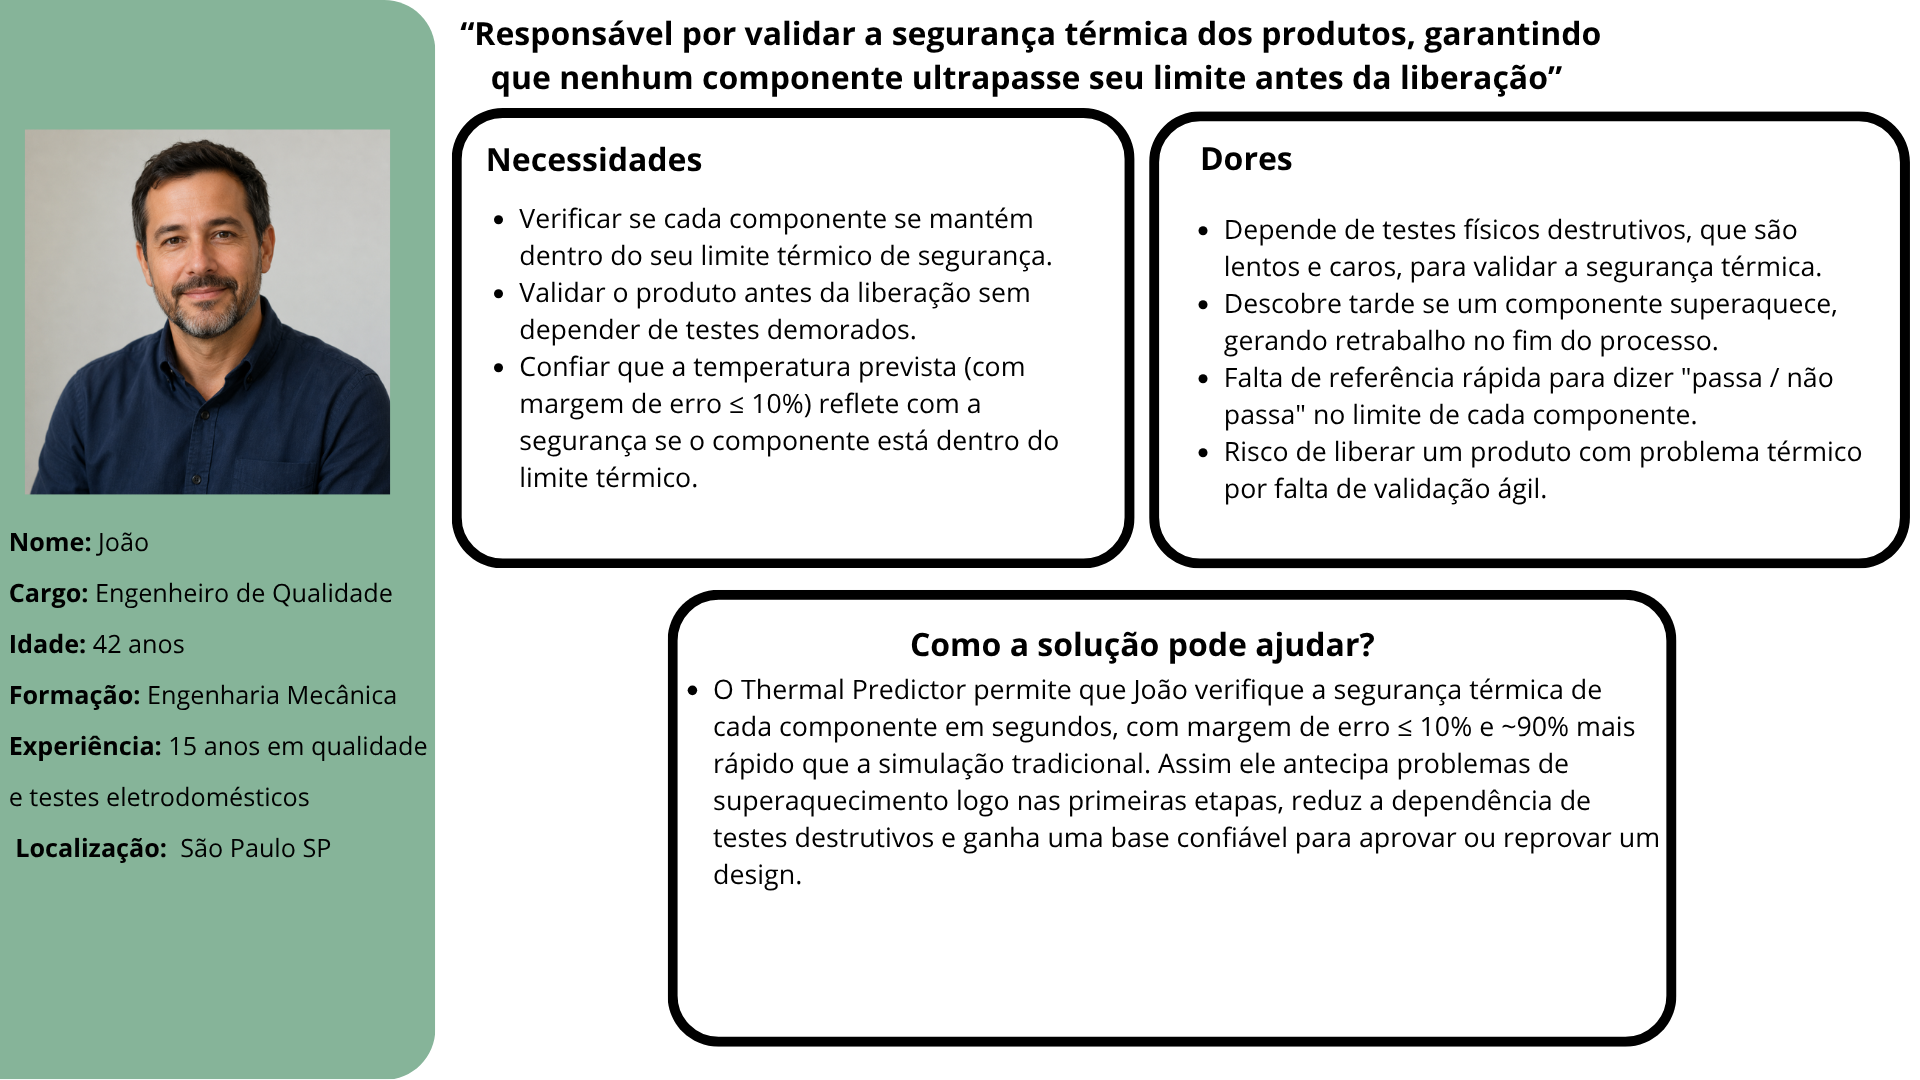 “Responsável por validar a segurança térmica dos produtos, garantindo
que nenhum componente ultrapasse seu limite antes da liberação”
Nome: João
Cargo: Engenheiro de Qualidade
Idade: 42 anos
Formação: Engenharia Mecânica
Experiência: 15 anos em qualidade
e testes eletrodomésticos
Localização: São Paulo SP
Necessidades
• Verificar se cada componente se mantém
dentro do seu limite térmico de segurança.
• Validar o produto antes da liberação sem
depender de testes demorados.
• Confiar que a temperatura prevista (com
margem de erro ≤ 10%) reflete com a
segurança se o componente está dentro do
limite térmico.
Dores
• Depende de testes físicos destrutivos, que são
lentos e caros, para validar a segurança térmica.
• Descobre tarde se um componente superaquece,
gerando retrabalho no fim do processo.
• Falta de referência rápida para dizer "passa / não
passa" no limite de cada componente.
• Risco de liberar um produto com problema térmico
por falta de validação ágil.
Como a solução pode ajudar?
• O Thermal Predictor permite que João verifique a segurança térmica de
cada componente em segundos, com margem de erro ≤ 10% e ~90% mais
rápido que a simulação tradicional. Assim ele antecipa problemas de
superaquecimento logo nas primeiras etapas, reduz a dependência de
testes destrutivos e ganha uma base confiável para aprovar ou reprovar um
design.